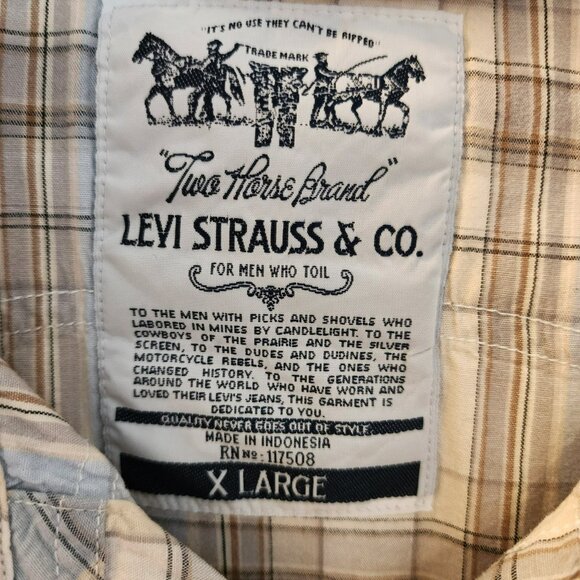 "IT'S NO USE THEY CAN'T BE RIPPED"
TRADE MARK
"Two Horse Brand"
LEVI STRAUSS & CO.
FOR MEN WHO TOIL
TO THE MEN WITH PICKS AND SHOVELS WHO
LABORED IN MINES BY CANDLELIGHT. TO THE
COWBOYS OF THE PRAIRIE AND THE SILVER
SCREEN, TO THE DUDES AND DUDINES, THE
MOTORCYCLE REBELS, AND THE ONES WHO
CHANGED HISTORY. TO THE GENERATIONS
AROUND THE WORLD WHO HAVE WORN AND
LOVED THEIR LEVI'S JEANS, THIS GARMENT IS
DEDICATED TO YOU.
QUALITY NEVER GOES OUT OF STYLE
MADE IN INDONESIA
RN Nº: 117508
X LARGE